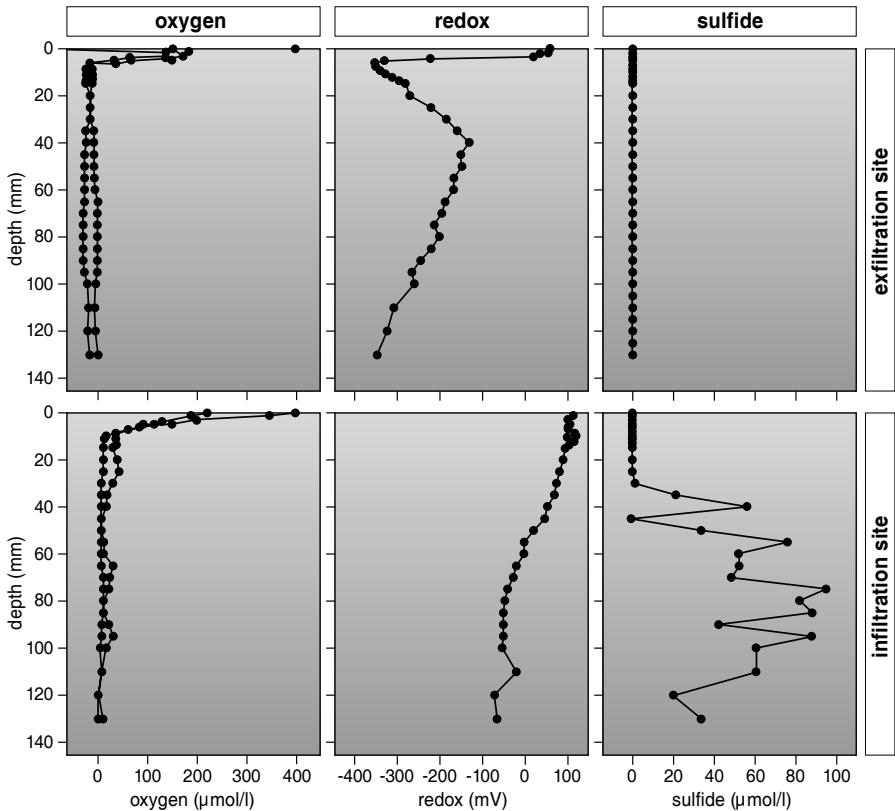 oxygen redox sulfide
0
20
40
60
80
100
120
140
depth (mm)
exfiltration site
0
20
40
60
80
100
120
140
depth (mm)
infiltration site
0 100 200 300 400
-400 -300 -200 -100 0 100
0 20 40 60 80 100
oxygen (µmol/l) redox (mV) sulfide (µmol/l)